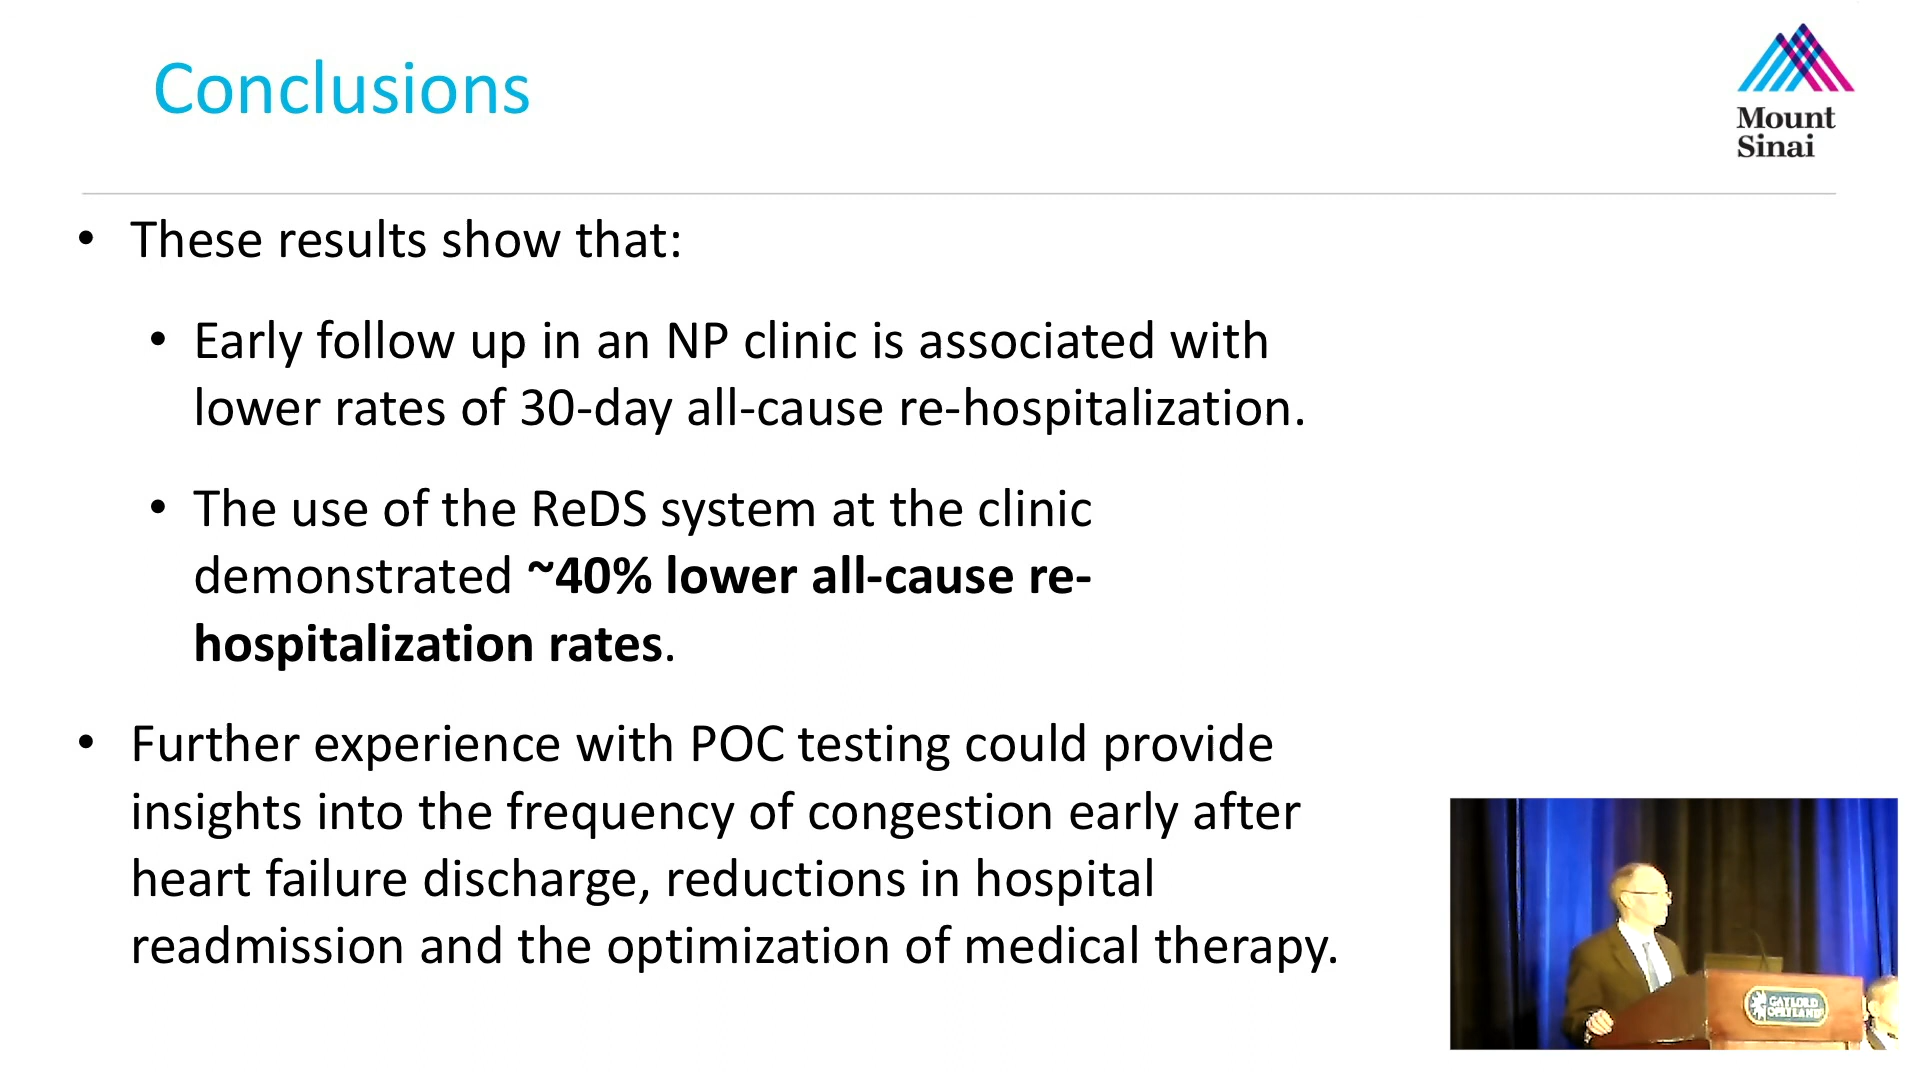 Conclusions
Mount
Sinai
• These results show that:
• Early follow up in an NP clinic is associated with
lower rates of 30-day all-cause re-hospitalization.
• The use of the ReDS system at the clinic
demonstrated ~40% lower all-cause re-
hospitalization rates.
• Further experience with POC testing could provide
insights into the frequency of congestion early after
heart failure discharge, reductions in hospital
readmission and the optimization of medical therapy.
GAYLORD
OPRYLAND